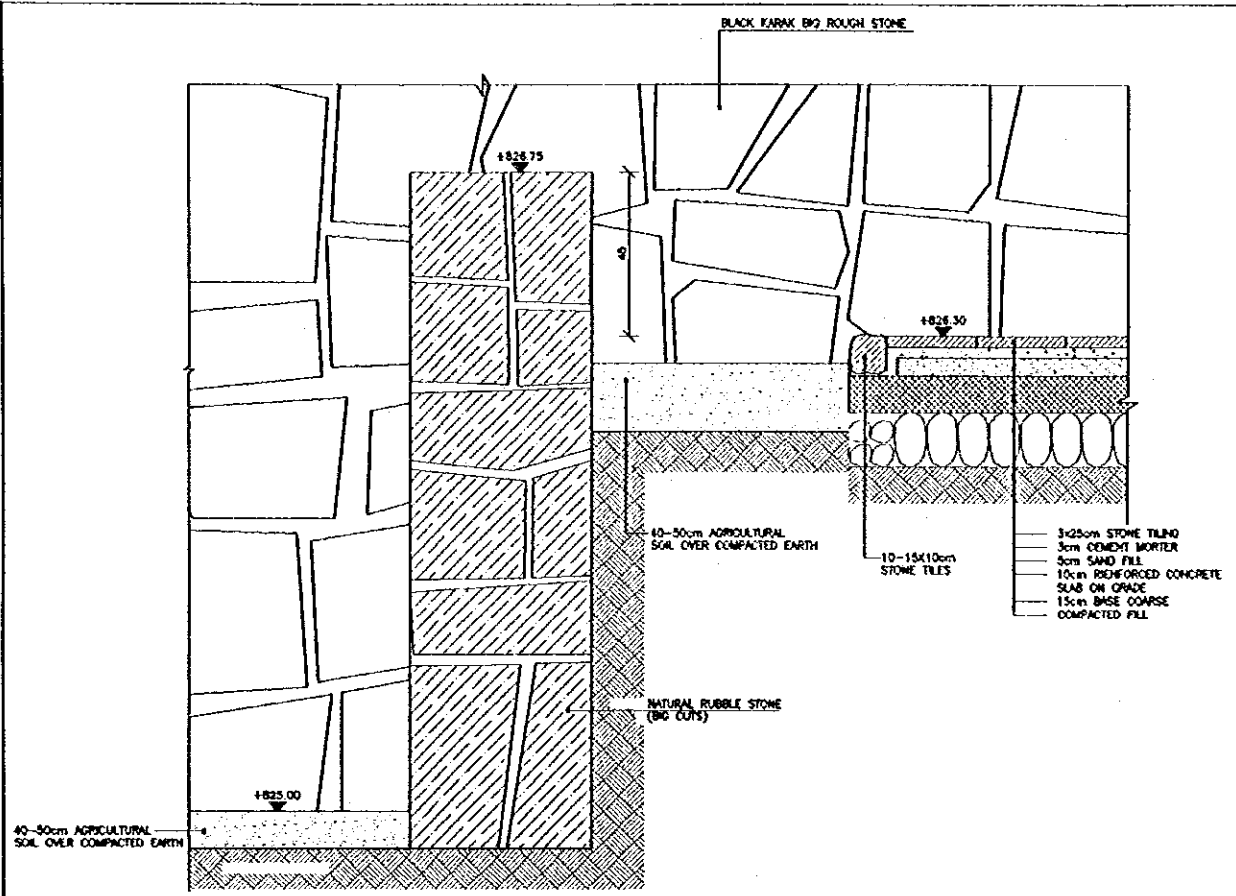 BLACK KARAK BIG ROUGH STONE
+826.75
45
+826.30
40-50cm AGRICULTURAL
SOIL OVER COMPACTED EARTH
10-15X10cm
STONE TILES
3x25cm STONE TILING
3cm CEMENT MORTER
5cm SAND FILL
10cm RIENFORCED CONCRETE
SLAB ON GRADE
15cm BASE COARSE
COMPACTED FILL
NATURAL RUBBLE STONE
(BIG CUTS)
+825.00
40-50cm AGRICULTURAL
SOIL OVER COMPACTED EARTH